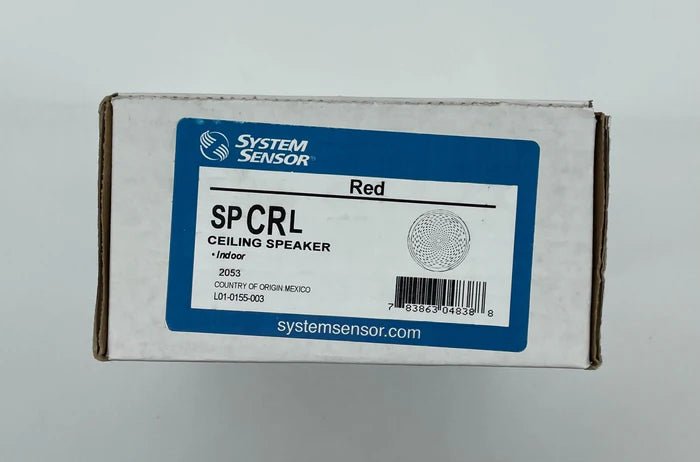 SYSTEM
SENSOR
Red
SPCRL
CEILING SPEAKER
• Indoor
2053
COUNTRY OF ORIGIN:MEXICO
L01-0155-003
7 83863 04838 8
systemsensor.com